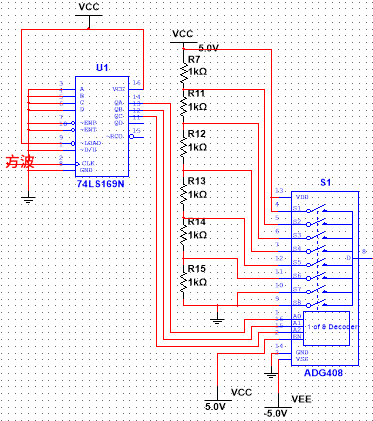 VCC
VCC
5.0V
U1
R7
1kΩ
R11
1kΩ
R12
1kΩ
R13
1kΩ
R14
1kΩ
R15
1kΩ
A
B
C
D
~ENP
~ENT
~LOAD
~U/D
CLK
GND
VCC
QA
QB
QC
QD
~RCO
16
15
方波
74LS169N
S1
VDD
S1
S2
S3
S4
S5
S6
S7
S8
D
A0
A1
A2
EN
GND
VSS
1 of 8 Decoder
ADG408
VCC
5.0V
VEE
-5.0V